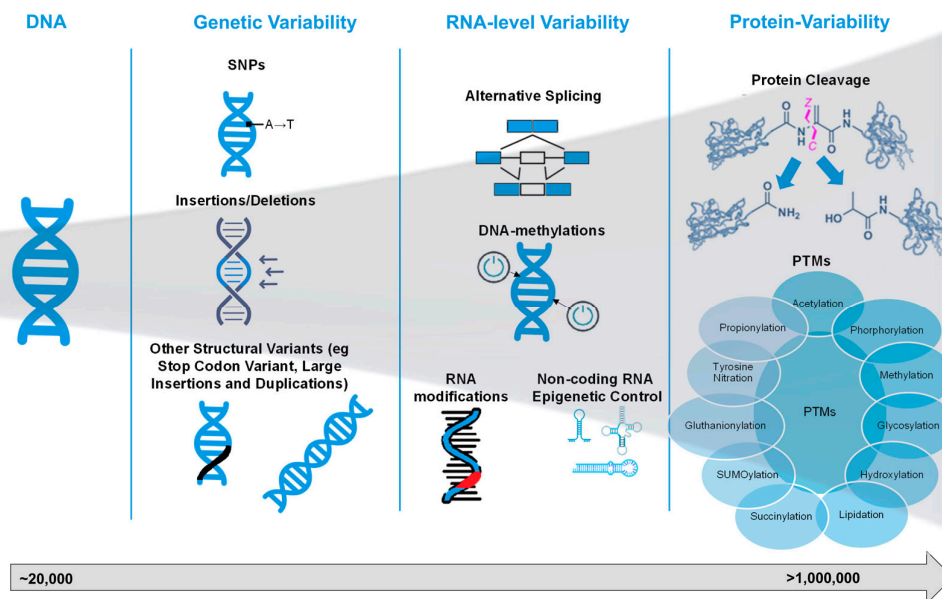 DNA
Genetic Variability
RNA-level Variability
Protein-Variability
SNPs
A→T
Insertions/Deletions
Other Structural Variants (eg
Stop Codon Variant, Large
Insertions and Duplications)
Alternative Splicing
DNA-methylations
RNA
modifications
Non-coding RNA
Epigenetic Control
Protein Cleavage
O
N
H
Z
C
O
H
N
O
NH₂
HO
H
N
O
PTMs
Acetylation
Propionylation
Phorphorylation
Tyrosine
Nitration
Methylation
PTMs
Gluthanionylation
Glycosylation
SUMOylation
Hydroxylation
Succinylation
Lipidation
~20,000
>1,000,000